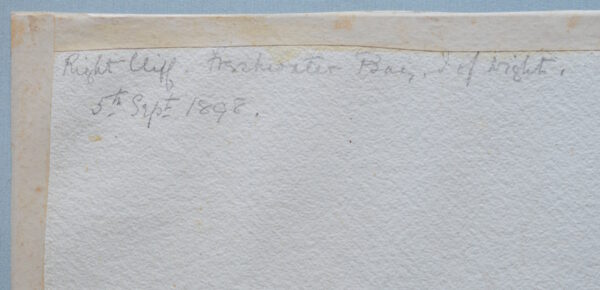 Right Cliff. Freshwater Bay, I of Wight.
5th Sept 1892.